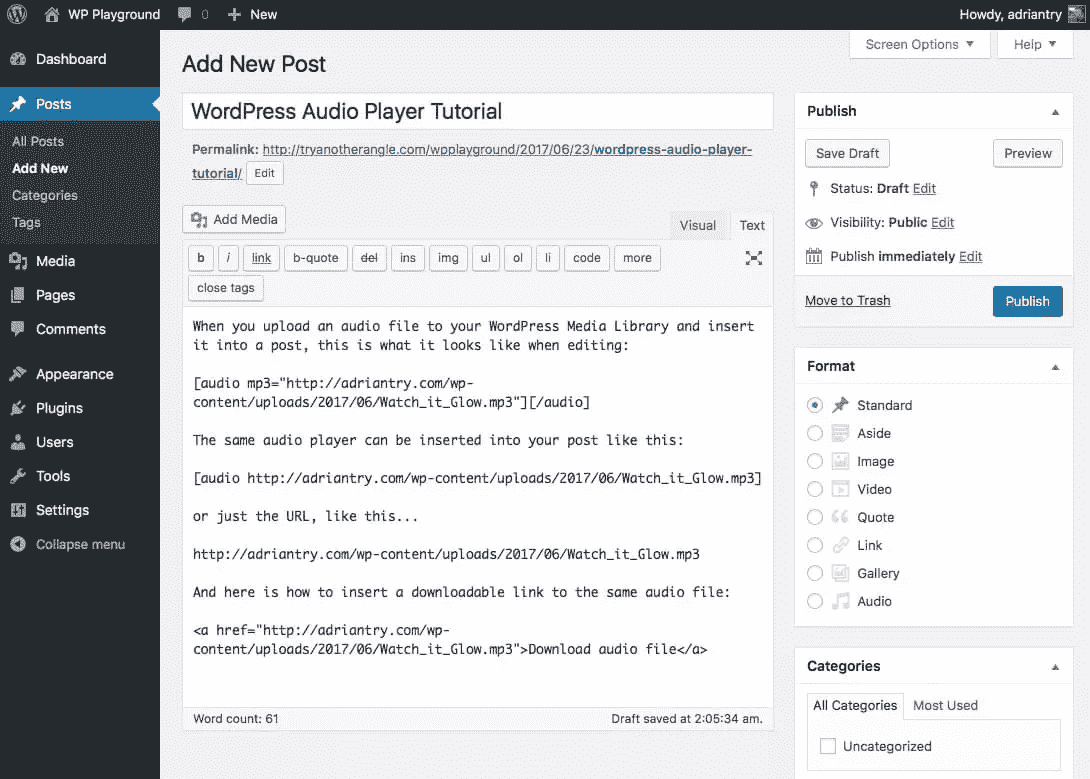 WP Playground
0
New
Howdy, adriantry
Screen Options
Help
Dashboard
Posts
All Posts
Add New
Categories
Tags
Media
Pages
Comments
Appearance
Plugins
Users
Tools
Settings
Collapse menu
Add New Post
WordPress Audio Player Tutorial
Permalink: http://tryanotherangle.com/wpplayground/2017/06/23/wordpress-audio-player-
tutorial/ Edit
Add Media
Visual
Text
b
i
link
b-quote
del
ins
img
ul
ol
li
code
more
close tags
When you upload an audio file to your WordPress Media Library and insert
it into a post, this is what it looks like when editing:
[audio mp3="http://adriantry.com/wp-
content/uploads/2017/06/Watch_it_Glow.mp3"][/audio]
The same audio player can be inserted into your post like this:
[audio http://adriantry.com/wp-content/uploads/2017/06/Watch_it_Glow.mp3]
or just the URL, like this...
http://adriantry.com/wp-content/uploads/2017/06/Watch_it_Glow.mp3
And here is how to insert a downloadable link to the same audio file:
<a href="http://adriantry.com/wp-
content/uploads/2017/06/Watch_it_Glow.mp3">Download audio file</a>
Word count: 61
Draft saved at 2:05:34 am.
Publish
Save Draft
Preview
Status: Draft Edit
Visibility: Public Edit
Publish immediately Edit
Move to Trash
Publish
Format
Standard
Aside
Image
Video
Quote
Link
Gallery
Audio
Categories
All Categories
Most Used
Uncategorized